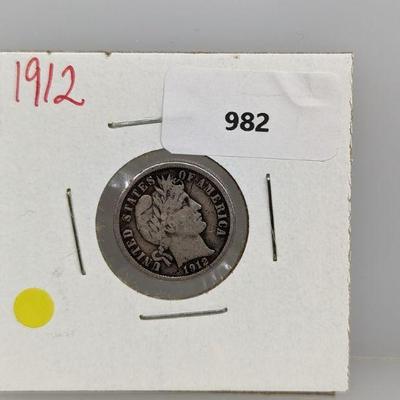 1912
982
UNITED STATES OF AMERICA
1912